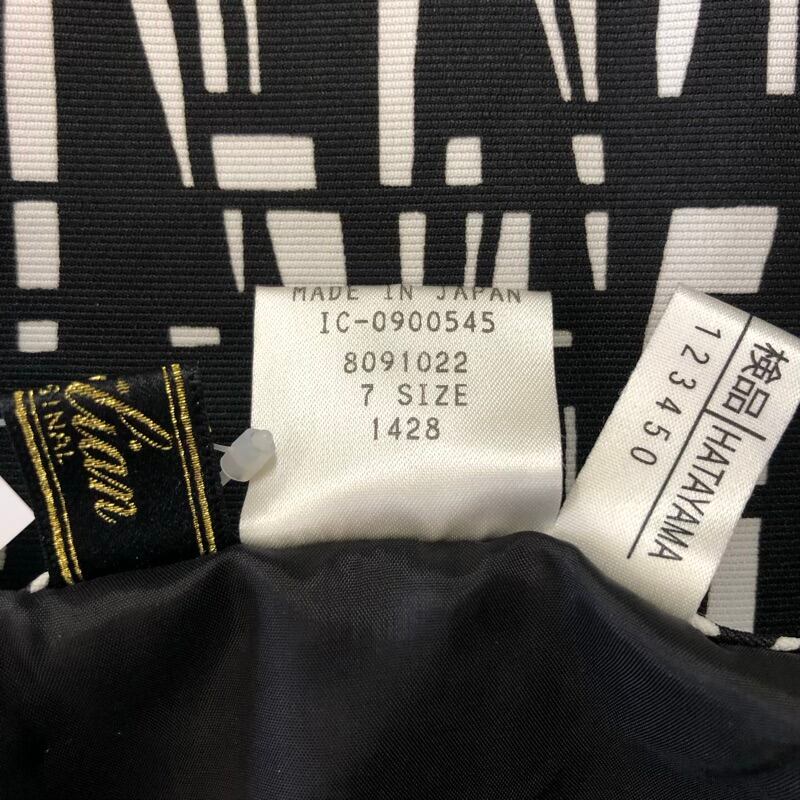 MADE IN JAPAN
IC-0900545
8091022
7 SIZE
1428
検品 HATAYAMA
123450